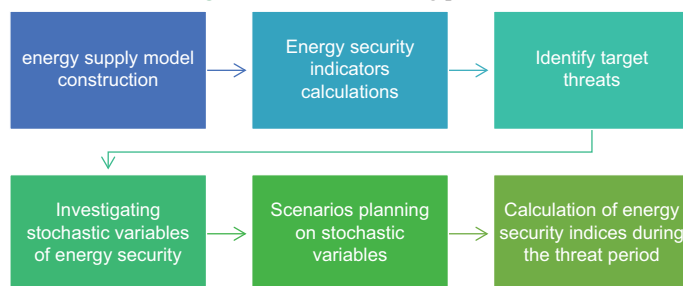 energy supply model
construction
Energy security
indicators
calculations
Identify target
threats
Investigating
stochastic variables
of energy security
Scenarios planning
on stochastic
variables
Calculation of energy
security indices during
the threat period